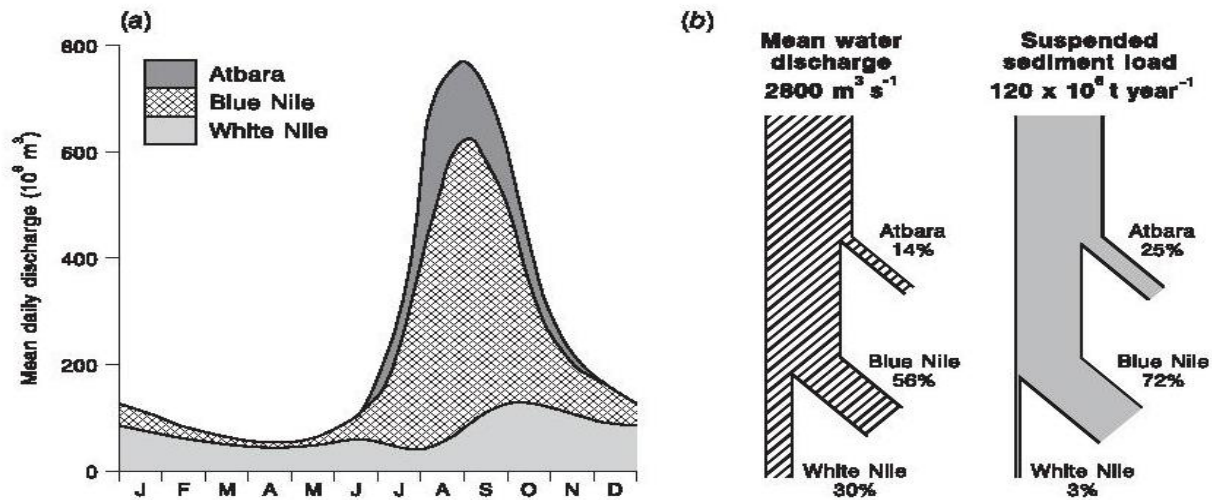 (a)
800
600
400
200
0
Mean daily discharge (10⁶ m³)
Atbara
Blue Nile
White Nile
J F M A M J J A S O N D
(b)
Mean water
discharge
2800 m³ s⁻¹
Atbara
14%
Blue Nile
56%
White Nile
30%
Suspended
sediment load
120 x 10⁶ t year⁻¹
Atbara
25%
Blue Nile
72%
White Nile
3%